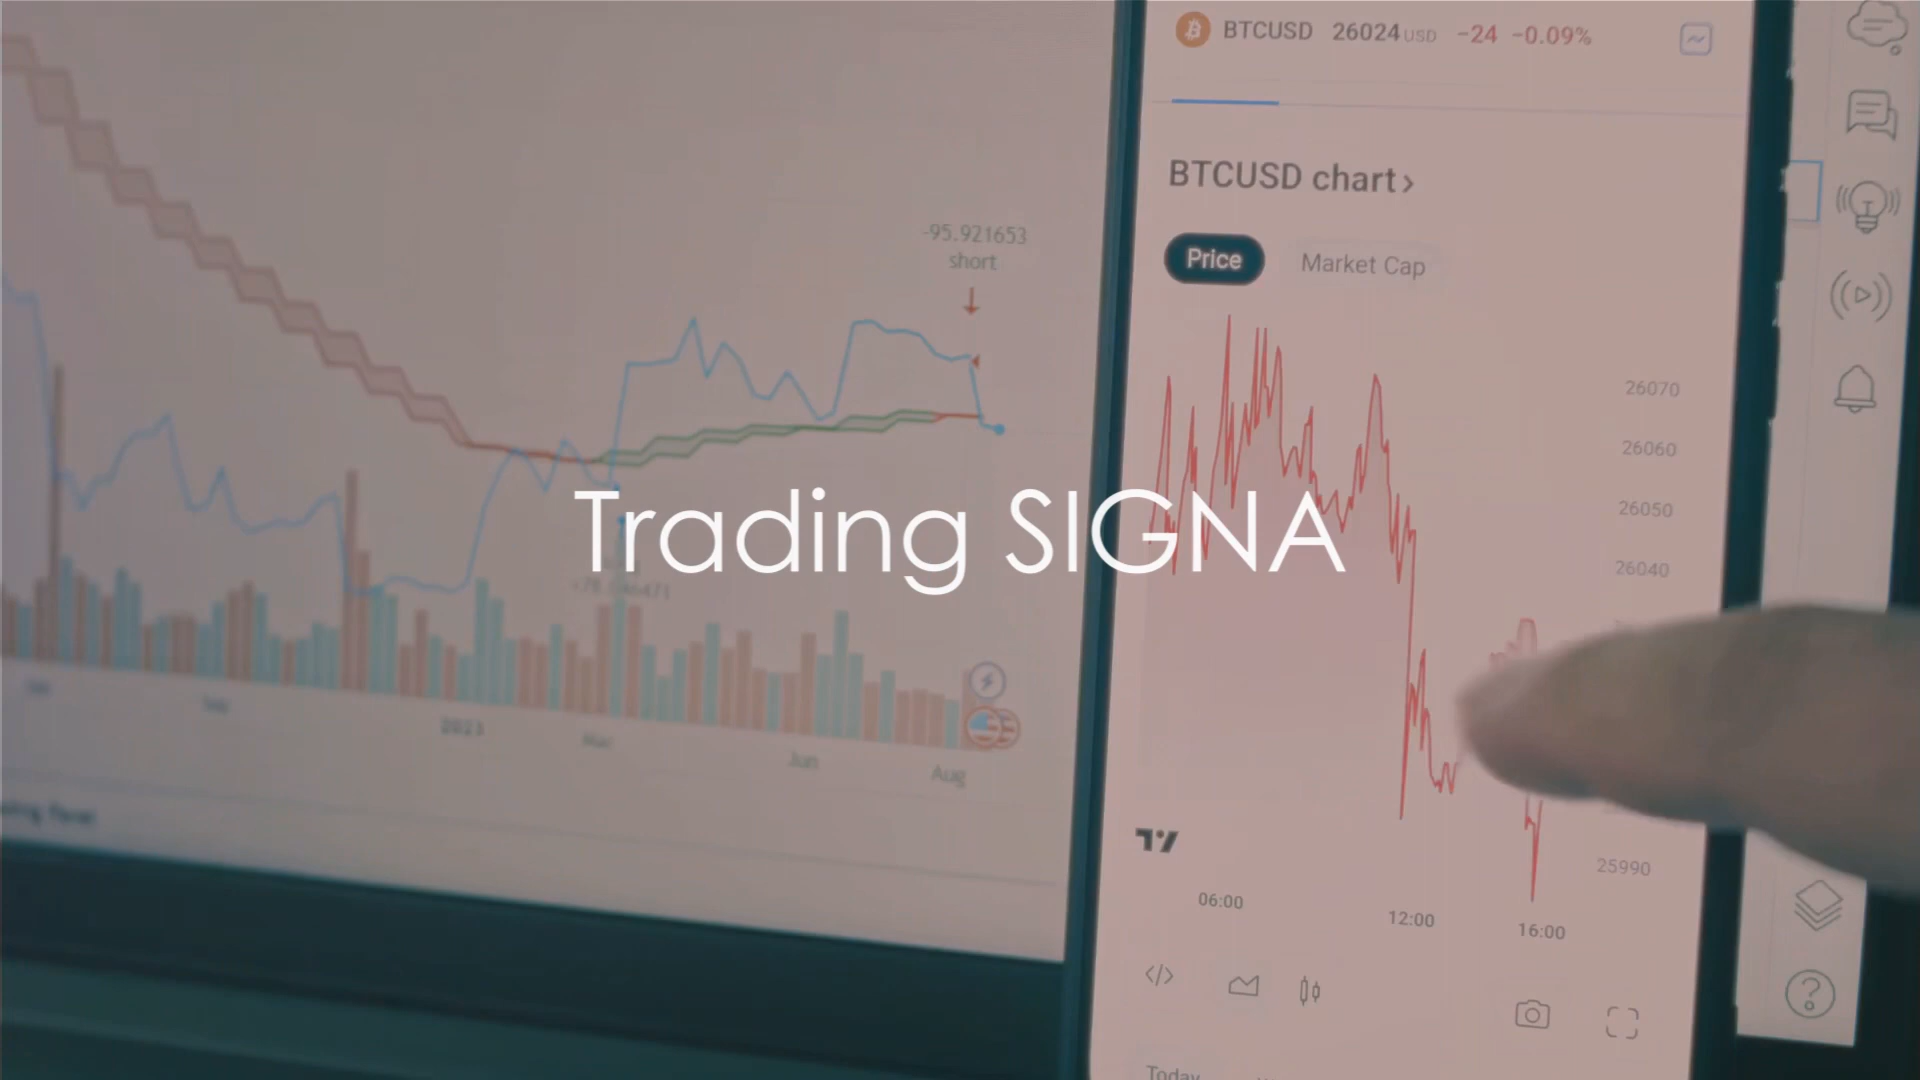 BTCUSD 26024 USD −24 −0.09%
BTCUSD chart›
Price Market Cap
-95.921653
short
26070
26060
26050
26040
25990
Trading SIGNA
2023
Mar
Jun
Aug
06:00
12:00
16:00
Today